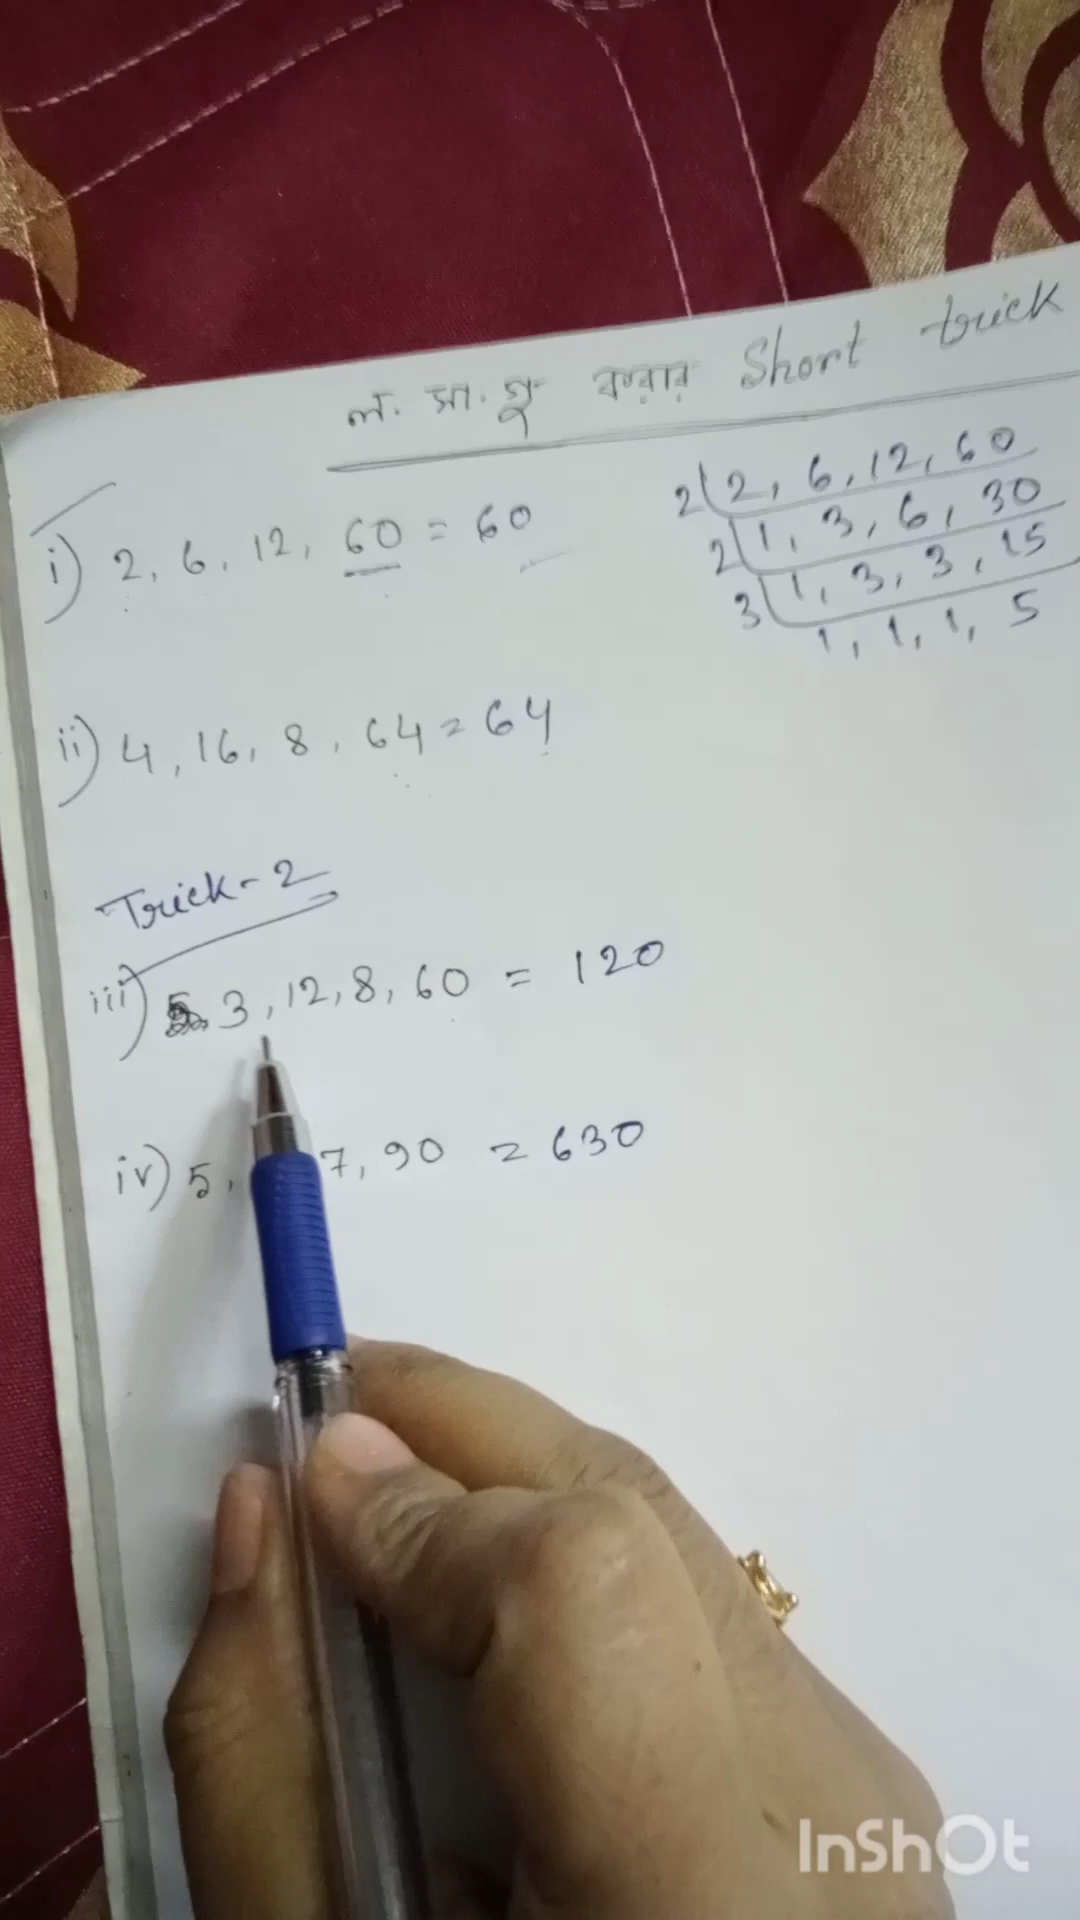 ল. সা. গু করার Short trick
i) 2, 6, 12, 60 = 60
2 2, 6, 12, 60
2 1, 3, 6, 30
3 1, 3, 3, 15
1, 1, 1, 5
ii) 4, 16, 8, 64 = 64
Trick-2
iii) 3, 12, 8, 60 = 120
iv) 5, 7, 90 = 630
InShOt